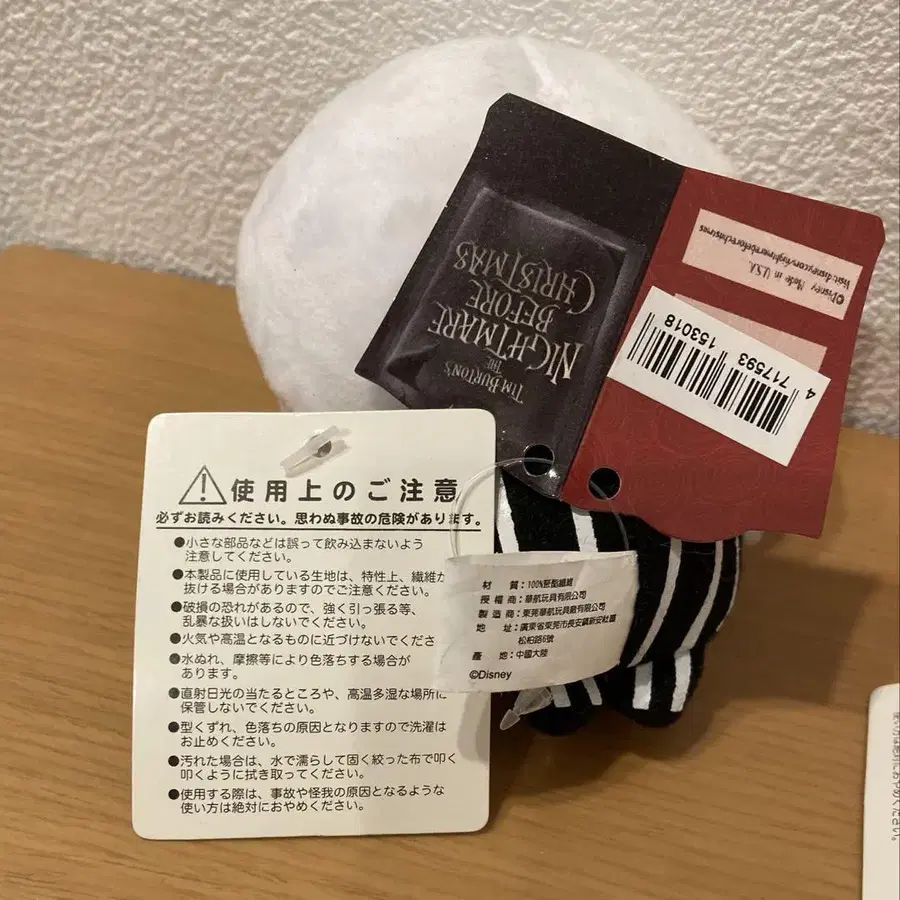 TIM BURTON'S
THE
NIGHTMARE
BEFORE
CHRISTMAS
©Disney Made in U.S.A.
Visit: disney.com/nightmarebeforechristmas
4 717593 153018
使用上のご注意
必ずお読みください。思わぬ事故の危険があります。
●小さな部品などは誤って飲み込まないよう
注意してください。
●本製品に使用している生地は、特性上、繊維が
抜ける場合がありますのでご注意ください。
●破損の恐れがあるので、強く引っ張る等、
乱暴な扱いはしないでください。
●火気や高温となるものに近づけないでくださ
●水ぬれ、摩擦等により色落ちする場合が
あります。
●直射日光の当たるところや、高温多湿な場所に
保管しないでください。
●型くずれ、色落ちの原因となりますので洗濯は
お止めください。
●汚れた場合は、水で濡らして固く絞った布で叩く
叩くように拭き取ってください。
●使用する際は、事故や怪我の原因となるような
使い方は絶対におやめください。
材 質：100%聚酯纖維
授權商：華航玩具有限公司
製造商：東莞華航玩具廠有限公司
地 址：廣東省東莞市長安鎮新安社區
松柏路6號
產 地：中國大陸
©Disney
使い方は絶対におやめください。